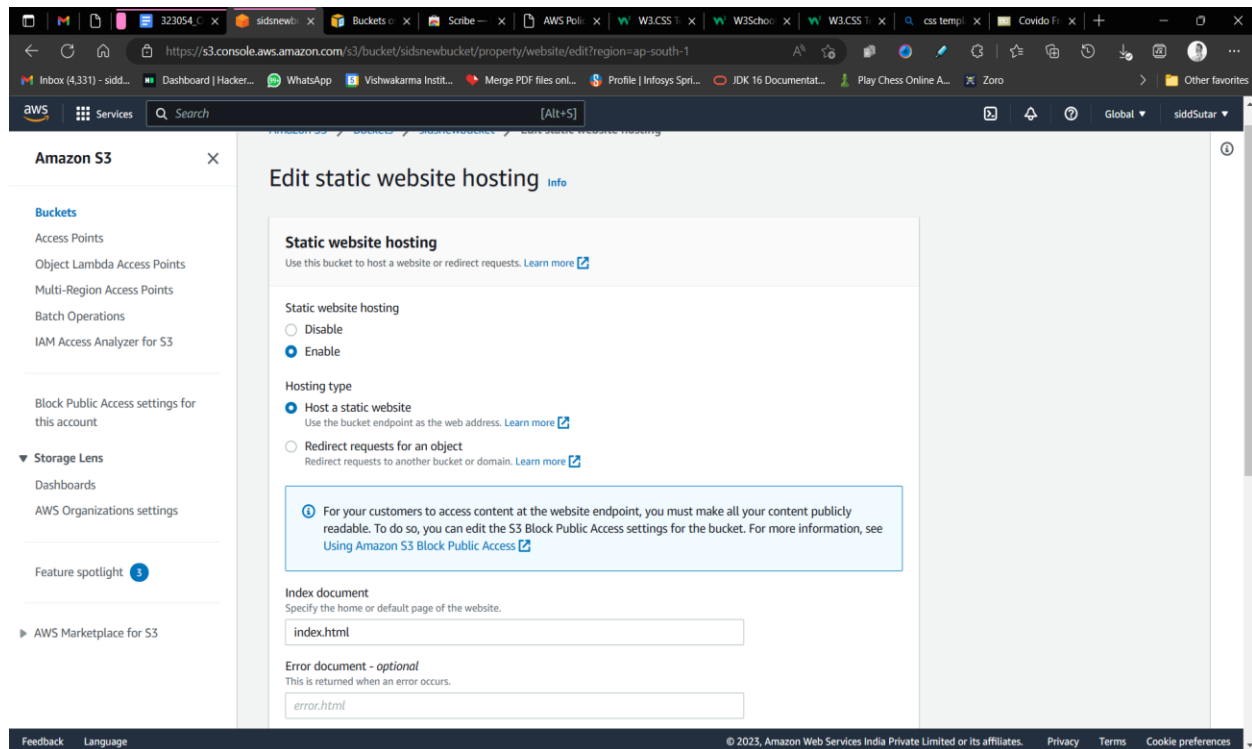 323054_C
sidsnewb
Buckets o
Scribe —
AWS Polic
W3.CSS T
W3Schoo
W3.CSS T
css templ
Covido Fr
https://s3.console.aws.amazon.com/s3/bucket/sidsnewbucket/property/website/edit?region=ap-south-1
Inbox (4,331) - sidd...
Dashboard | Hacker...
WhatsApp
Vishwakarma Instit...
Merge PDF files onl...
Profile | Infosys Spri...
JDK 16 Documentat...
Play Chess Online A...
Zoro
Other favorites
aws
Services
Search
[Alt+S]
Global
siddSutar
Amazon S3
Buckets
Access Points
Object Lambda Access Points
Multi-Region Access Points
Batch Operations
IAM Access Analyzer for S3
Block Public Access settings for
this account
Storage Lens
Dashboards
AWS Organizations settings
Feature spotlight 3
AWS Marketplace for S3
Amazon S3 > Buckets > sidsnewbucket > Edit static website hosting
Edit static website hosting Info
Static website hosting
Use this bucket to host a website or redirect requests. Learn more
Static website hosting
Disable
Enable
Hosting type
Host a static website
Use the bucket endpoint as the web address. Learn more
Redirect requests for an object
Redirect requests to another bucket or domain. Learn more
For your customers to access content at the website endpoint, you must make all your content publicly
readable. To do so, you can edit the S3 Block Public Access settings for the bucket. For more information, see
Using Amazon S3 Block Public Access
Index document
Specify the home or default page of the website.
index.html
Error document - optional
This is returned when an error occurs.
error.html
Feedback
Language
© 2023, Amazon Web Services India Private Limited or its affiliates.
Privacy
Terms
Cookie preferences